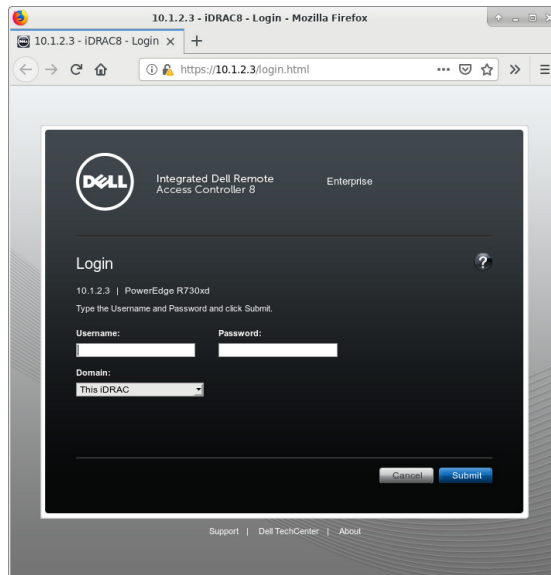 10.1.2.3 - iDRAC8 - Login - Mozilla Firefox
10.1.2.3 - iDRAC8 - Login
https://10.1.2.3/login.html
DELL
Integrated Dell Remote
Access Controller 8
Enterprise
Login
?
10.1.2.3 | PowerEdge R730xd
Type the Username and Password and click Submit.
Username: Password:
Domain:
This iDRAC
Cancel Submit
Support | Dell TechCenter | About